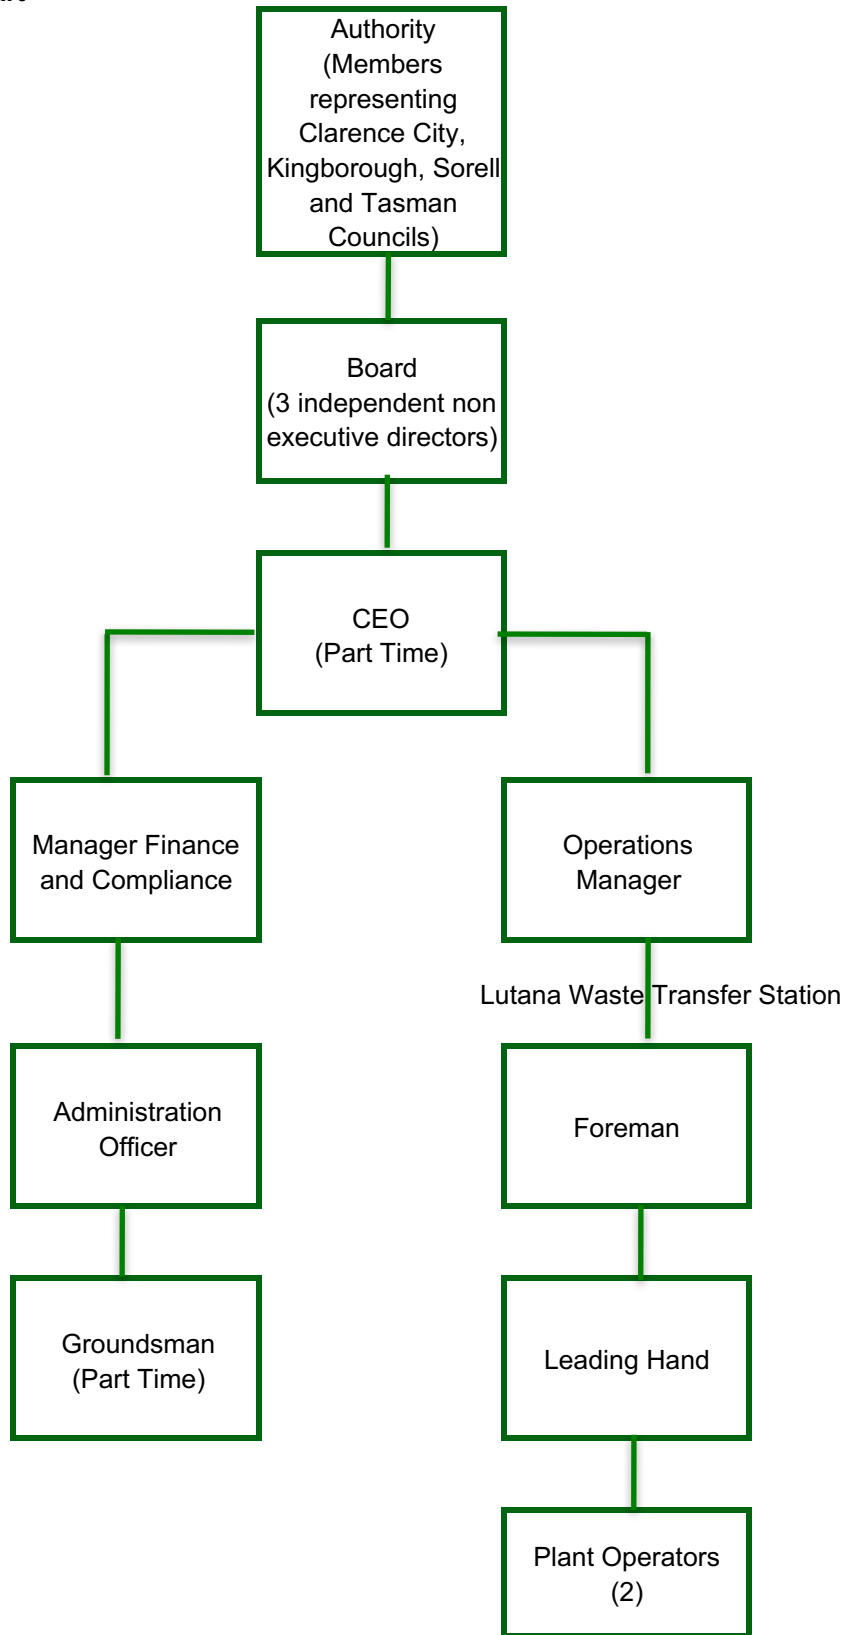 Authority
(Members
representing
Clarence City,
Kingborough, Sorell
and Tasman
Councils)
Board
(3 independent non
executive directors)
CEO
(Part Time)
Manager Finance
and Compliance
Operations
Manager
Lutana Waste Transfer Station
Administration
Officer
Foreman
Groundsman
(Part Time)
Leading Hand
Plant Operators
(2)